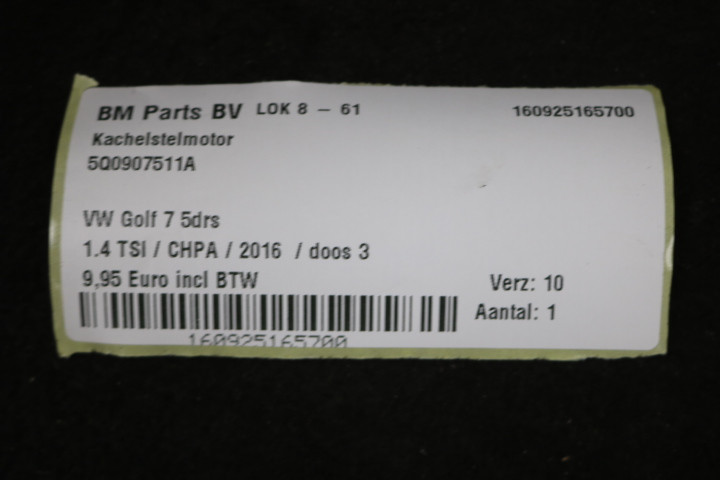 BM Parts BV LOK 8 – 61 160925165700
Kachelstelmotor
5Q0907511A
VW Golf 7 5drs
1.4 TSI / CHPA / 2016 / doos 3
9,95 Euro incl BTW Verz: 10
Aantal: 1
160925165700